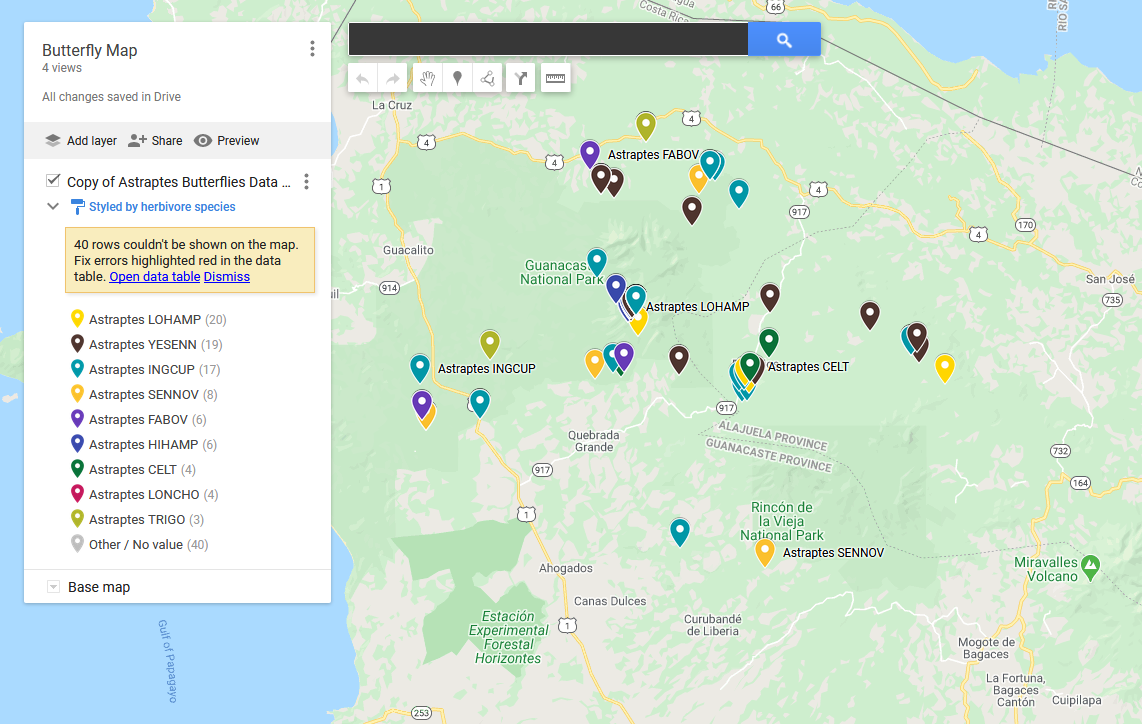 Butterfly Map
4 views
All changes saved in Drive
Add layer
Share
Preview
Copy of Astraptes Butterflies Data ...
Styled by herbivore species
40 rows couldn't be shown on the map.
Fix errors highlighted red in the data
table. Open data table Dismiss
Astraptes LOHAMP (20)
Astraptes YESENN (19)
Astraptes INGCUP (17)
Astraptes SENNOV (8)
Astraptes FABOV (6)
Astraptes HIHAMP (6)
Astraptes CELT (4)
Astraptes LONCHO (4)
Astraptes TRIGO (3)
Other / No value (40)
Base map
Costa Rica
66
La Cruz
4
4
4
1
Astraptes FABOV
4
917
170
4
Guacalito
Guanacaste
National Park
914
San José
735
Astraptes LOHAMP
Astraptes INGCUP
Astraptes CELT
917
Quebrada
Grande
ALAJUELA PROVINCE
GUANACASTE PROVINCE
732
917
164
1
Rincón de
la Vieja
National Park
Astraptes SENNOV
Ahogados
Miravalles
Volcano
Canas Dulces
Estación
Experimental
Forestal
Horizontes
1
Curubandé
de Liberia
Gulf of Papagayo
Mogote de
Bagaces
La Fortuna,
Bagaces
Cantón
Cuipilapa
253